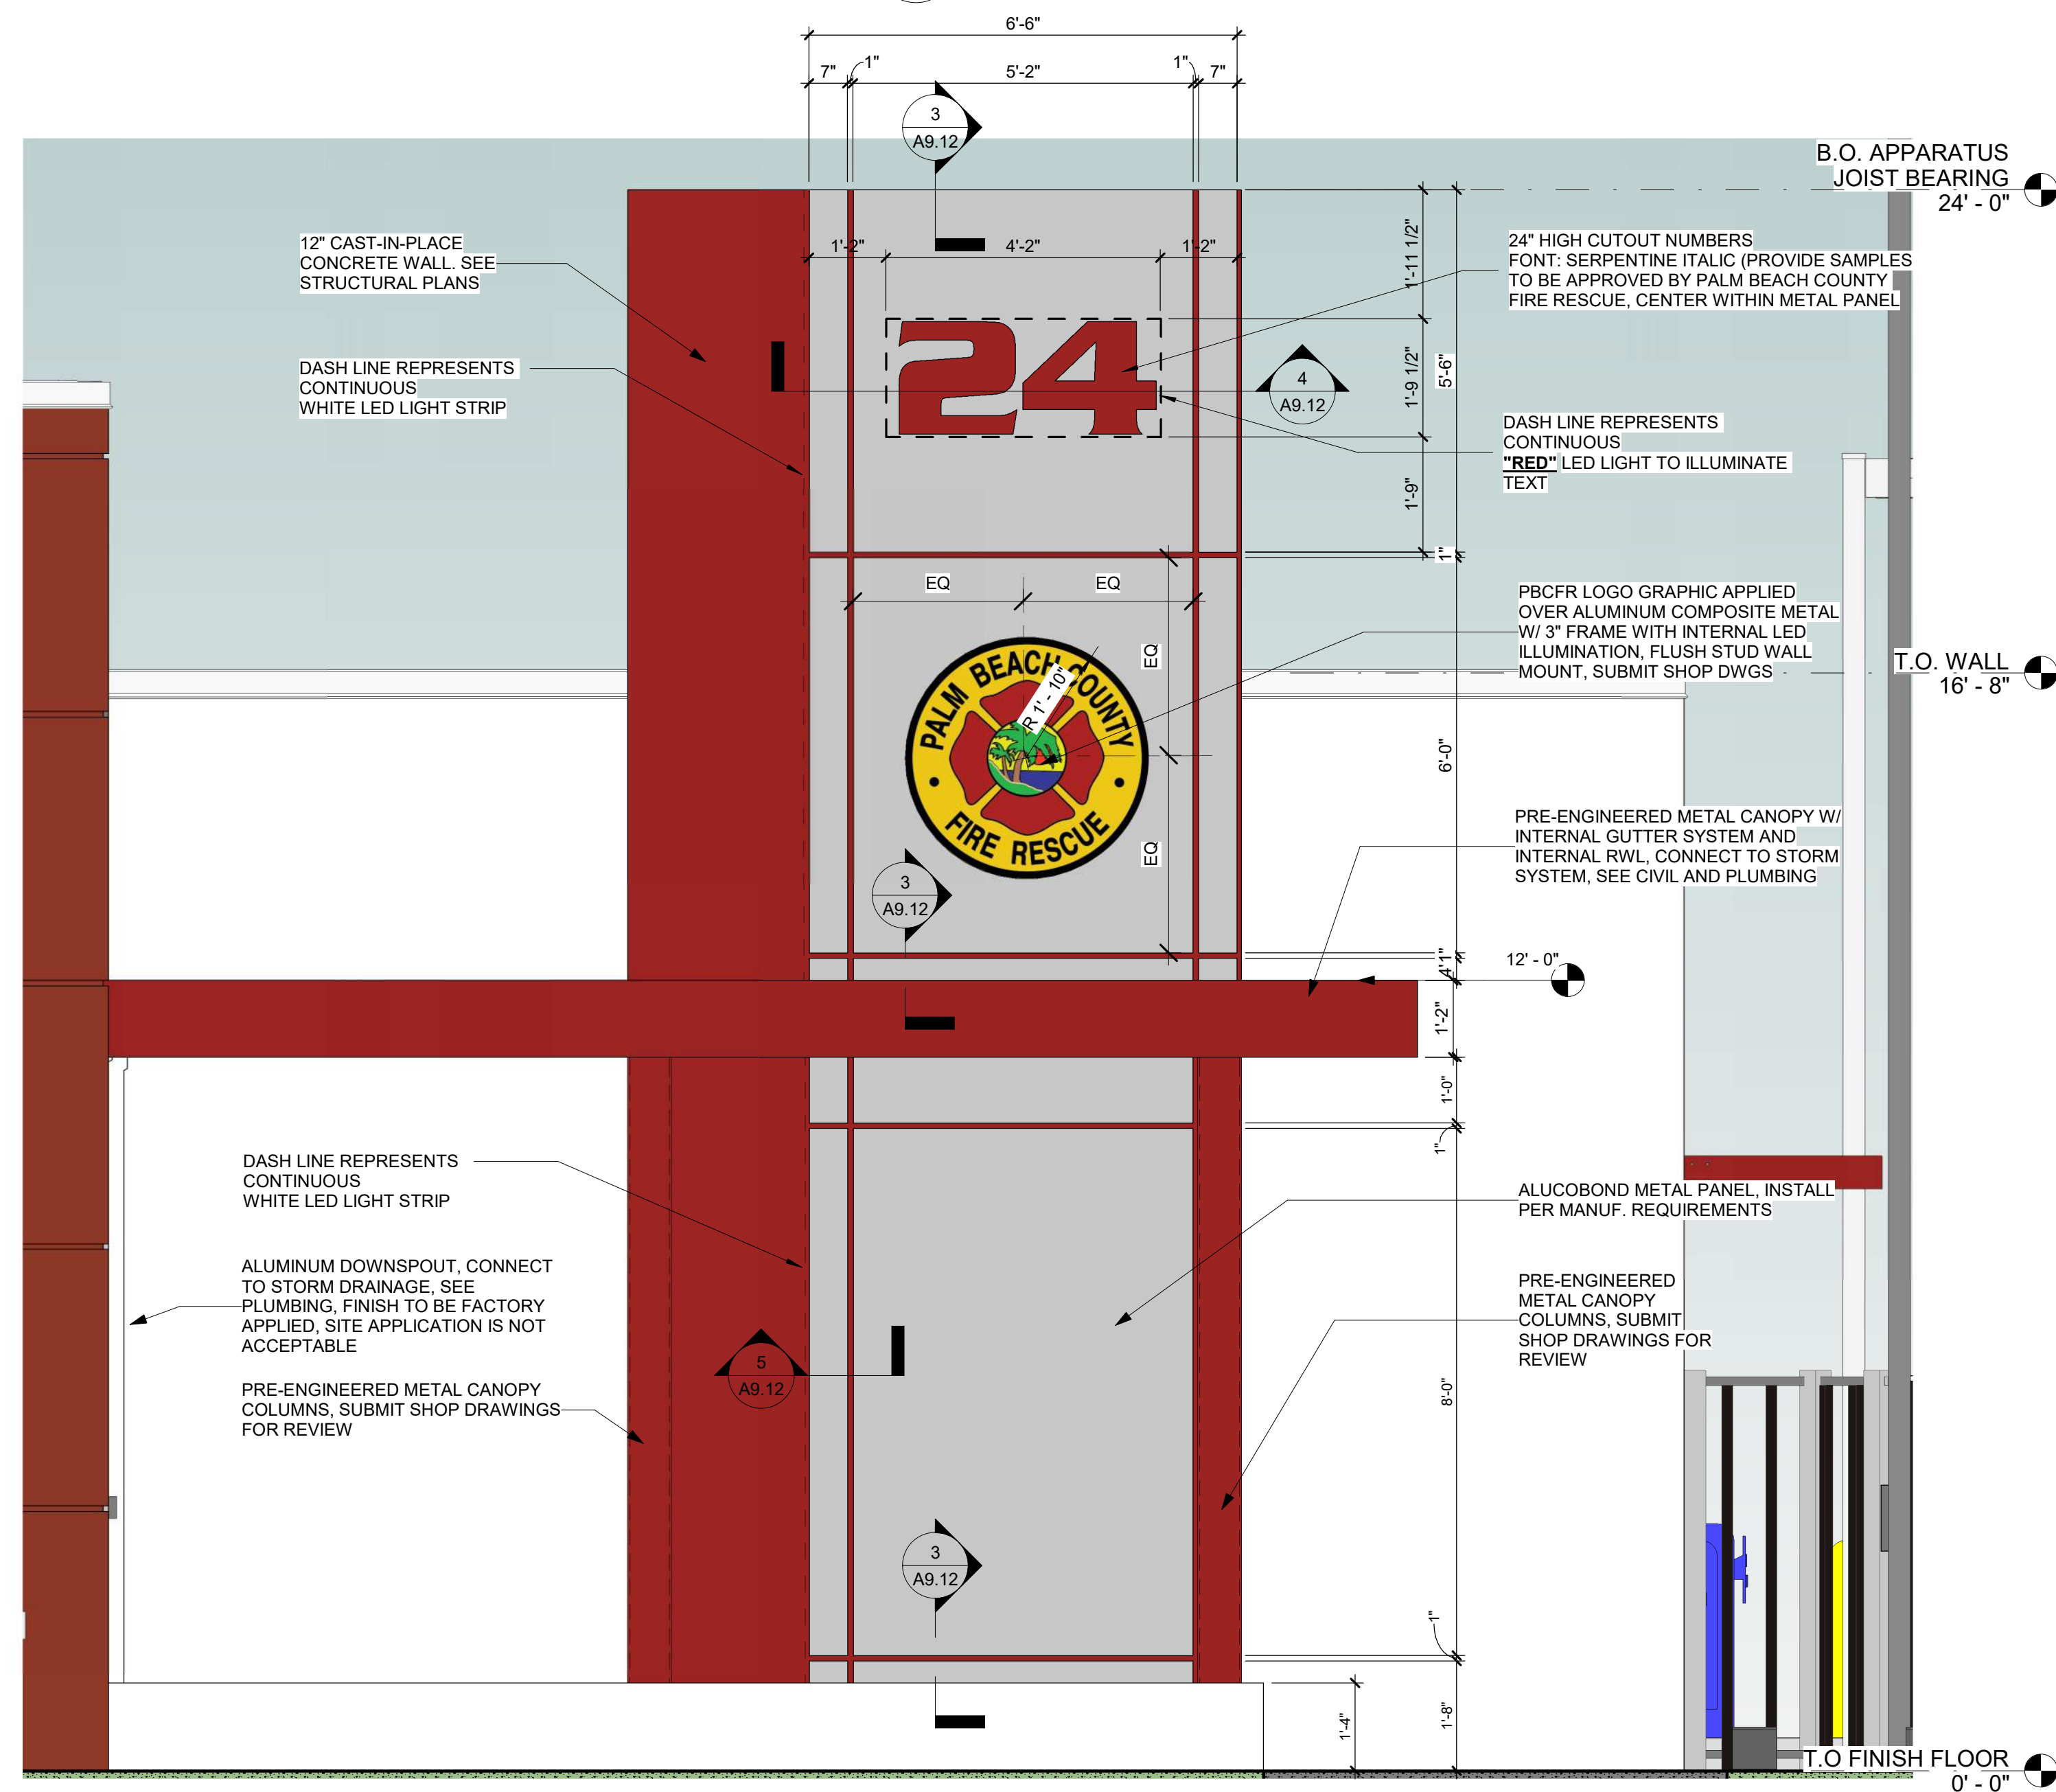 6'-6"
7"
1"
5'-2"
1"
7"
3
A9.12
B.O. APPARATUS
JOIST BEARING
24' - 0"
12" CAST-IN-PLACE
CONCRETE WALL. SEE
STRUCTURAL PLANS
1'-2"
4'-2"
1'-2"
1'-11 1/2"
24" HIGH CUTOUT NUMBERS
FONT: SERPENTINE ITALIC (PROVIDE SAMPLES
TO BE APPROVED BY PALM BEACH COUNTY
FIRE RESCUE, CENTER WITHIN METAL PANEL
DASH LINE REPRESENTS
CONTINUOUS
WHITE LED LIGHT STRIP
24
4
A9.12
1'-9 1/2"
5'-6"
DASH LINE REPRESENTS
CONTINUOUS
"RED" LED LIGHT TO ILLUMINATE
TEXT
1'-9"
1"
EQ
EQ
EQ
EQ
PBCFR LOGO GRAPHIC APPLIED
OVER ALUMINUM COMPOSITE METAL
W/ 3" FRAME WITH INTERNAL LED
ILLUMINATION, FLUSH STUD WALL
MOUNT, SUBMIT SHOP DWGS
T.O. WALL
16' - 8"
PALM BEACH COUNTY
FIRE RESCUE
R 1' - 10"
6'-0"
3
A9.12
PRE-ENGINEERED METAL CANOPY W/
INTERNAL GUTTER SYSTEM AND
INTERNAL RWL, CONNECT TO STORM
SYSTEM, SEE CIVIL AND PLUMBING
1"
4"
12' - 0"
1'-2"
1'-0"
1"
DASH LINE REPRESENTS
CONTINUOUS
WHITE LED LIGHT STRIP
ALUCOBOND METAL PANEL, INSTALL
PER MANUF. REQUIREMENTS
ALUMINUM DOWNSPOUT, CONNECT
TO STORM DRAINAGE, SEE
PLUMBING, FINISH TO BE FACTORY
APPLIED, SITE APPLICATION IS NOT
ACCEPTABLE
PRE-ENGINEERED
METAL CANOPY
COLUMNS, SUBMIT
SHOP DRAWINGS FOR
REVIEW
5
A9.12
PRE-ENGINEERED METAL CANOPY
COLUMNS, SUBMIT SHOP DRAWINGS
FOR REVIEW
8'-0"
3
A9.12
1"
1'-4"
1'-8"
T.O FINISH FLOOR
0' - 0"